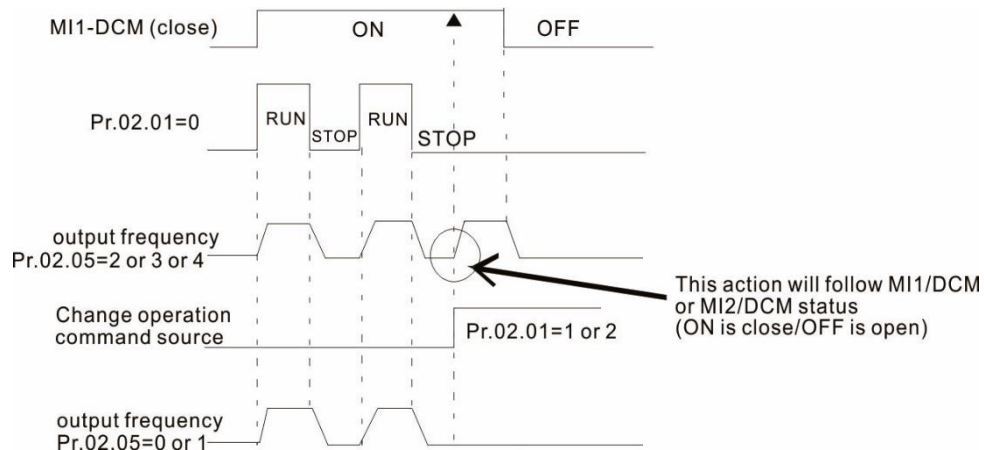 MI1-DCM (close)
ON
OFF
Pr.02.01=0
RUN
STOP
RUN
STOP
output frequency
Pr.02.05=2 or 3 or 4
This action will follow MI1/DCM
or MI2/DCM status
(ON is close/OFF is open)
Change operation
command source
Pr.02.01=1 or 2
output frequency
Pr.02.05=0 or 1